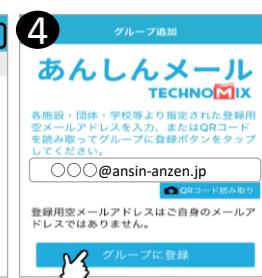 ❹
グループ追加
あんしんメール
TECHNOMIX
各施設・団体・学校等より指定された登録用
空メールアドレスを入力、またはQRコード
を読み取ってグループに登録ボタンをタップ
してください。
○○○@ansin-anzen.jp
QRコード読み取り
登録用空メールアドレスはご自身のメールア
ドレスではありません。
グループに登録